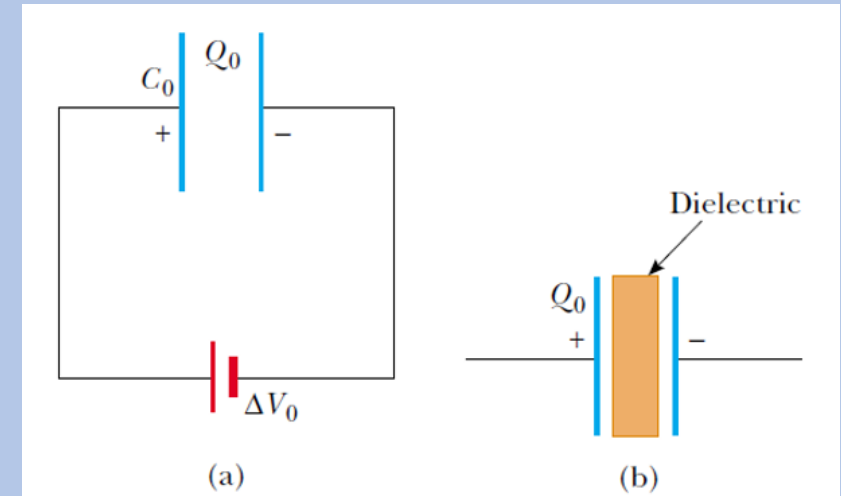 C₀
Q₀
+
−
ΔV₀
(a)
Dielectric
Q₀
+
−
(b)